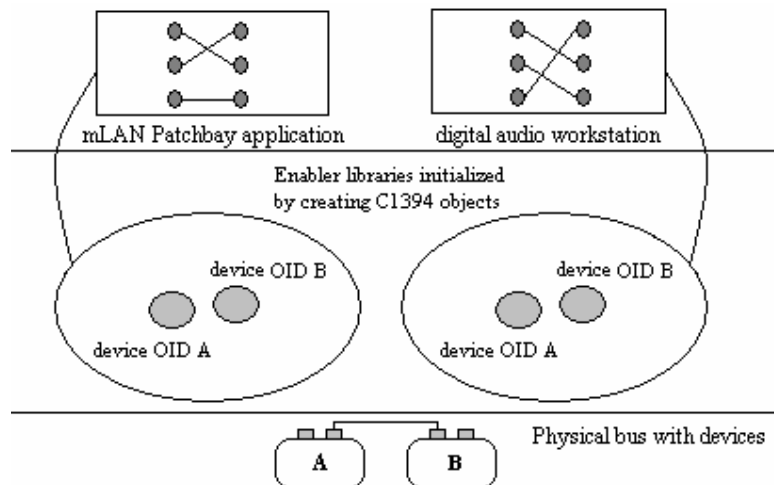 mLAN Patchbay application
digital audio workstation
Enabler libraries initialized
by creating C1394 objects
device OID B
device OID A
device OID B
device OID A
Physical bus with devices
A
B